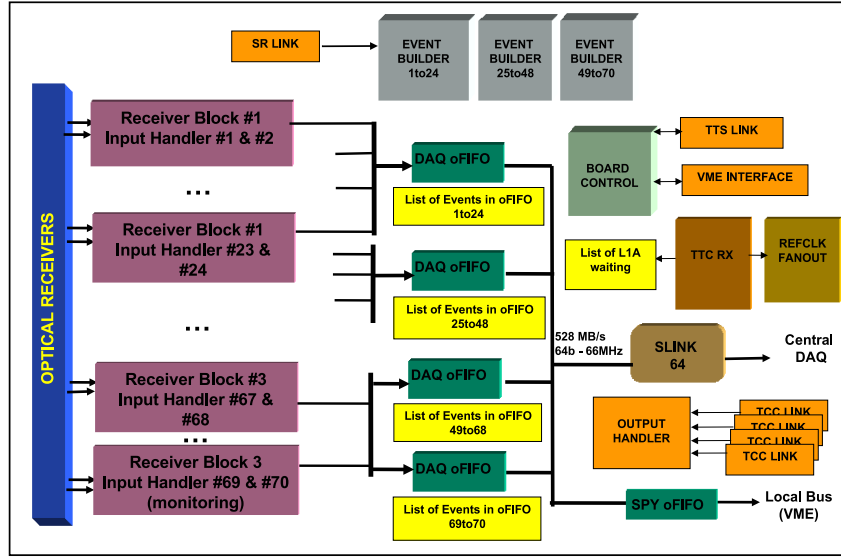 SR LINK
EVENT
BUILDER
1to24
EVENT
BUILDER
25to48
EVENT
BUILDER
49to70
OPTICAL RECEIVERS
Receiver Block #1
Input Handler #1 & #2
...
Receiver Block #1
Input Handler #23 &
#24
...
Receiver Block #3
Input Handler #67 &
#68
...
Receiver Block 3
Input Handler #69 & #70
(monitoring)
DAQ oFIFO
List of Events in oFIFO
1to24
DAQ oFIFO
List of Events in oFIFO
25to48
DAQ oFIFO
List of Events in oFIFO
49to68
DAQ oFIFO
List of Events in oFIFO
69to70
BOARD
CONTROL
TTS LINK
VME INTERFACE
List of L1A
waiting
TTC RX
REFCLK
FANOUT
528 MB/s
64b - 66MHz
SLINK
64
Central
DAQ
OUTPUT
HANDLER
TCC LINK
TCC LINK
TCC LINK
TCC LINK
SPY oFIFO
Local Bus
(VME)